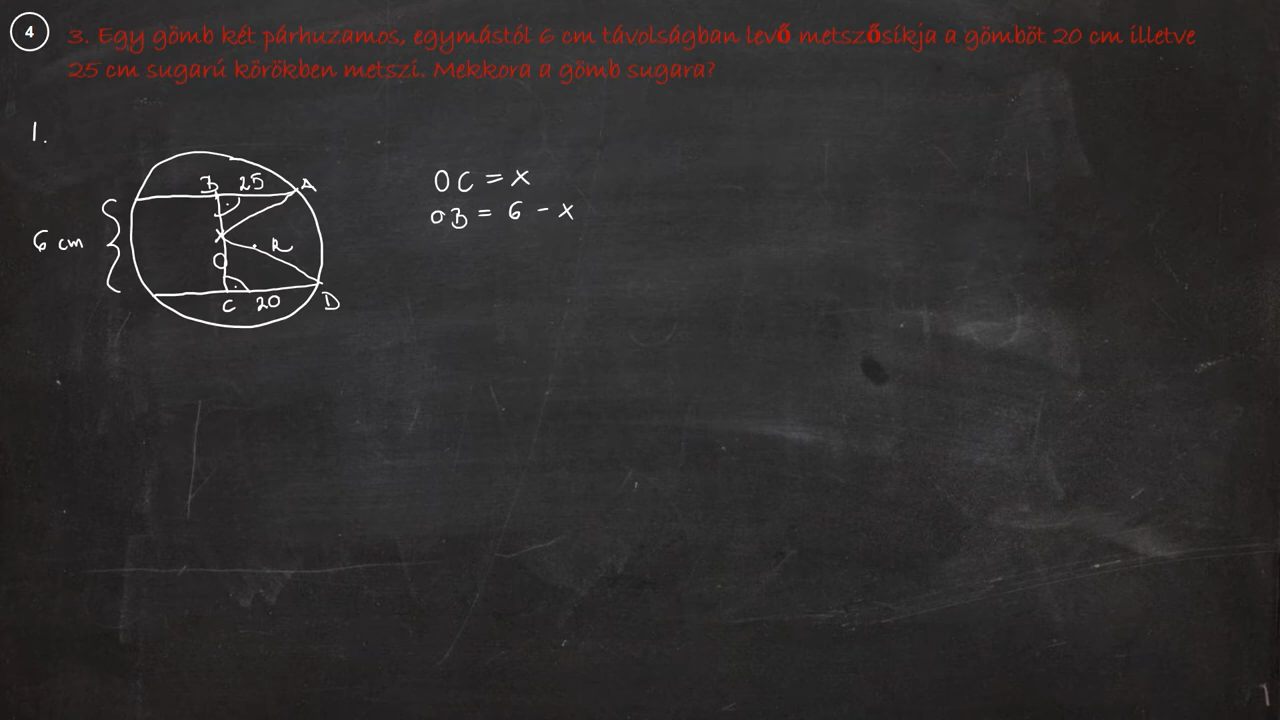 4
3. Egy gömb két párhuzamos, egymástól 6 cm távolságban levő metszősíkja a gömböt 20 cm illetve
25 cm sugarú körökben metszi. Mekkora a gömb sugara?
1.
B 25 A
OC = x
OB = 6 - x
6 cm
R
O
C 20 D
1